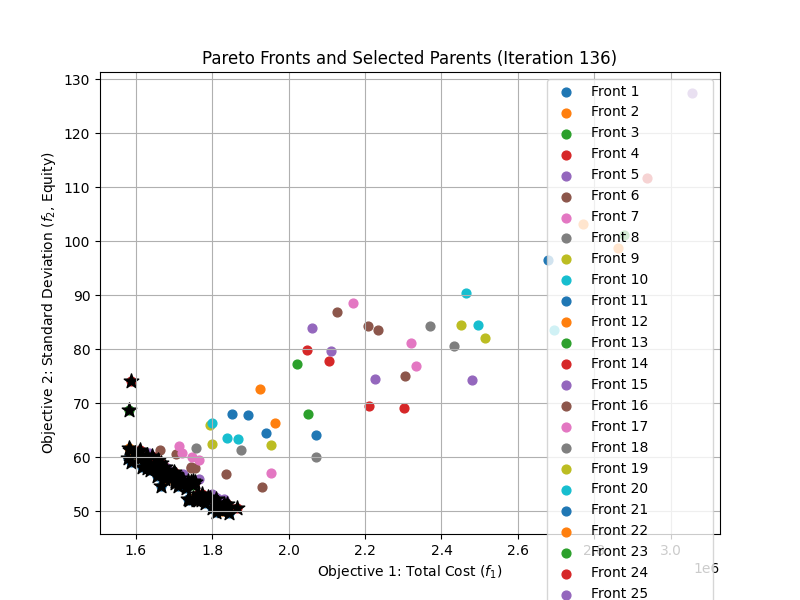 Pareto Fronts and Selected Parents (Iteration 136)
Objective 2: Standard Deviation (f₂, Equity)
130
120
110
100
90
80
70
60
50
1.6
1.8
2.0
2.2
2.4
2.6
2.8
3.0
1e6
Objective 1: Total Cost (f₁)
Front 1
Front 2
Front 3
Front 4
Front 5
Front 6
Front 7
Front 8
Front 9
Front 10
Front 11
Front 12
Front 13
Front 14
Front 15
Front 16
Front 17
Front 18
Front 19
Front 20
Front 21
Front 22
Front 23
Front 24
Front 25